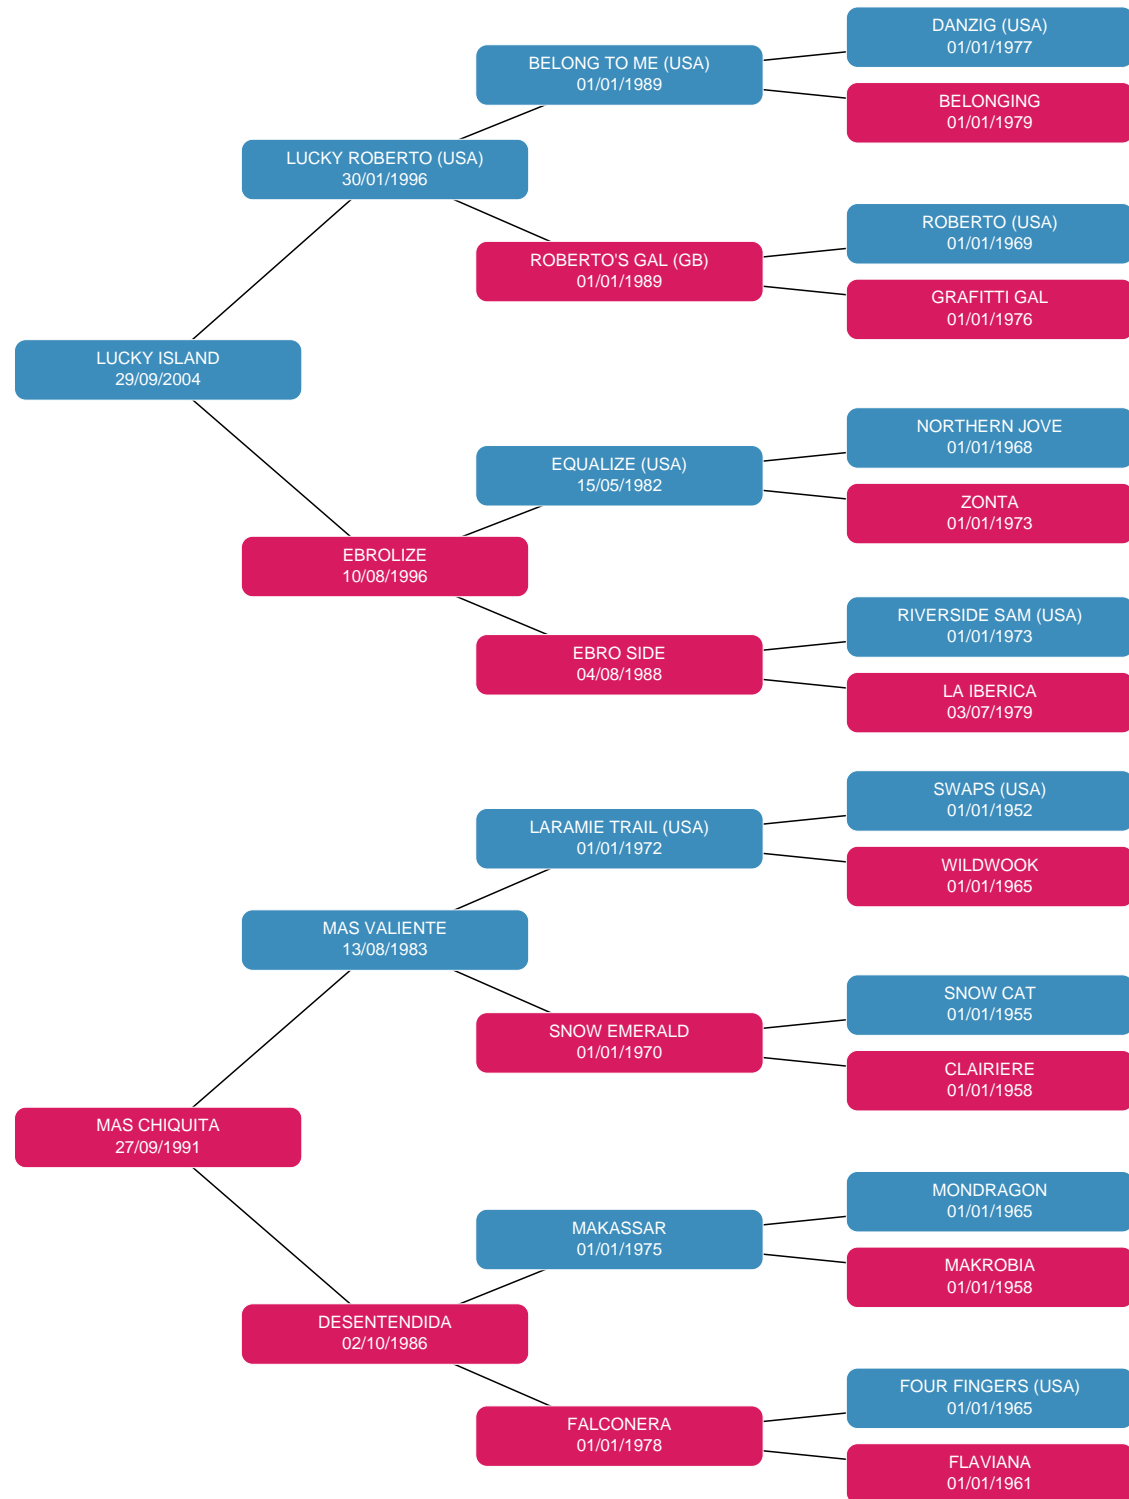 DANZIG (USA)
01/01/1977
BELONG TO ME (USA)
01/01/1989
BELONGING
01/01/1979
LUCKY ROBERTO (USA)
30/01/1996
ROBERTO (USA)
01/01/1969
ROBERTO'S GAL (GB)
01/01/1989
GRAFITTI GAL
01/01/1976
LUCKY ISLAND
29/09/2004
NORTHERN JOVE
01/01/1968
EQUALIZE (USA)
15/05/1982
ZONTA
01/01/1973
EBROLIZE
10/08/1996
RIVERSIDE SAM (USA)
01/01/1973
EBRO SIDE
04/08/1988
LA IBERICA
03/07/1979
SWAPS (USA)
01/01/1952
LARAMIE TRAIL (USA)
01/01/1972
WILDWOOK
01/01/1965
MAS VALIENTE
13/08/1983
SNOW CAT
01/01/1955
SNOW EMERALD
01/01/1970
CLAIRIERE
01/01/1958
MAS CHIQUITA
27/09/1991
MONDRAGON
01/01/1965
MAKASSAR
01/01/1975
MAKROBIA
01/01/1958
DESENTENDIDA
02/10/1986
FOUR FINGERS (USA)
01/01/1965
FALCONERA
01/01/1978
FLAVIANA
01/01/1961